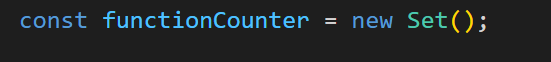 const functionCounter = new Set();